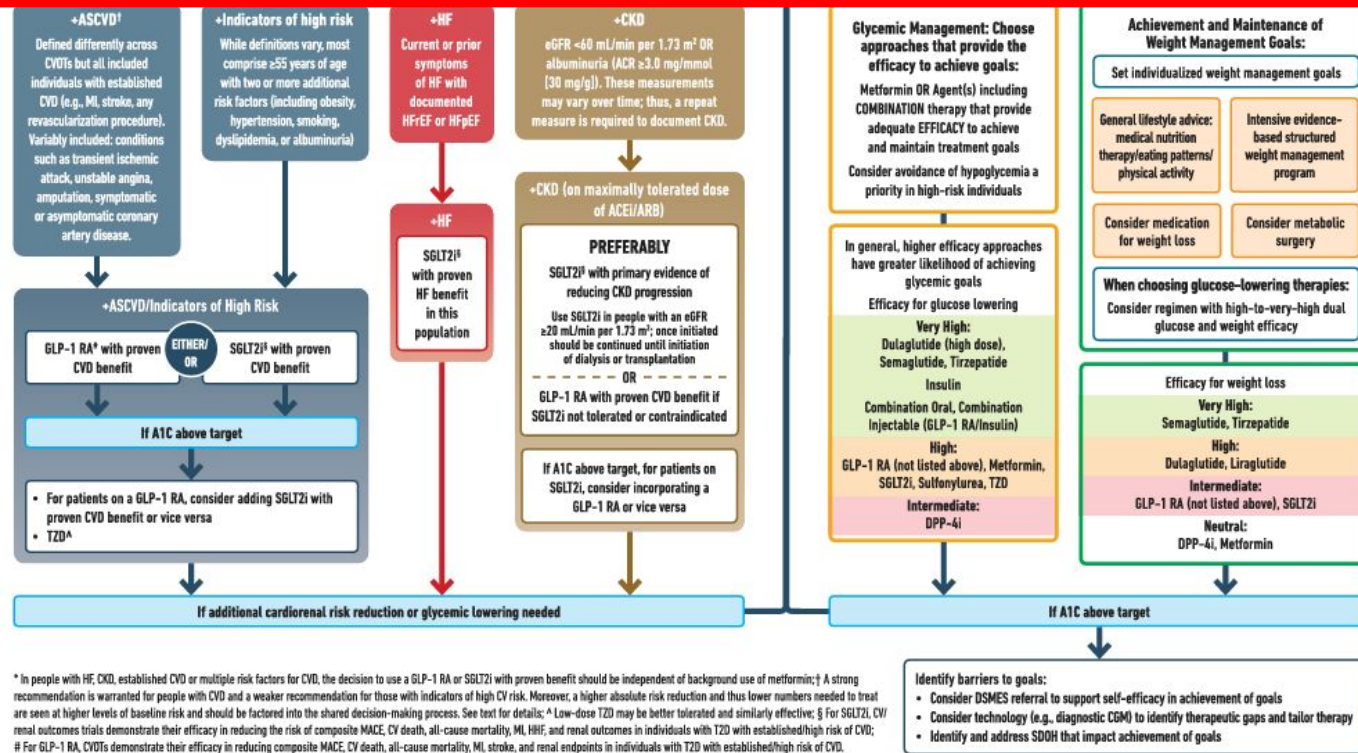 +ASCVD†
Defined differently across
CVOTs but all included
individuals with established
CVD (e.g., MI, stroke, any
revascularization procedure).
Variably included: conditions
such as transient ischemic
attack, unstable angina,
amputation, symptomatic
or asymptomatic coronary
artery disease.
+Indicators of high risk
While definitions vary, most
comprise ≥55 years of age
with two or more additional
risk factors (including obesity,
hypertension, smoking,
dyslipidemia, or albuminuria)
+ASCVD/Indicators of High Risk
GLP-1 RA# with proven
CVD benefit
EITHER/
OR
SGLT2i§ with proven
CVD benefit
If A1C above target
• For patients on a GLP-1 RA, consider adding SGLT2i with
proven CVD benefit or vice versa
• TZD^
+HF
Current or prior
symptoms
of HF with
documented
HFrEF or HFpEF
+HF
SGLT2i§
with proven
HF benefit
in this
population
+CKD
eGFR <60 mL/min per 1.73 m² OR
albuminuria (ACR ≥3.0 mg/mmol
[30 mg/g]). These measurements
may vary over time; thus, a repeat
measure is required to document CKD.
+CKD (on maximally tolerated dose
of ACEi/ARB)
PREFERABLY
SGLT2i§ with primary evidence of
reducing CKD progression
Use SGLT2i in people with an eGFR
≥20 mL/min per 1.73 m²; once initiated
should be continued until initiation
of dialysis or transplantation
OR
GLP-1 RA with proven CVD benefit if
SGLT2i not tolerated or contraindicated
If A1C above target, for patients on
SGLT2i, consider incorporating a
GLP-1 RA or vice versa
If additional cardiorenal risk reduction or glycemic lowering needed
Glycemic Management: Choose
approaches that provide the
efficacy to achieve goals:
Metformin OR Agent(s) including
COMBINATION therapy that provide
adequate EFFICACY to achieve
and maintain treatment goals
Consider avoidance of hypoglycemia a
priority in high-risk individuals
In general, higher efficacy approaches
have greater likelihood of achieving
glycemic goals
Efficacy for glucose lowering
Very High:
Dulaglutide (high dose),
Semaglutide, Tirzepatide
Insulin
Combination Oral, Combination
Injectable (GLP-1 RA/Insulin)
High:
GLP-1 RA (not listed above), Metformin,
SGLT2i, Sulfonylurea, TZD
Intermediate:
DPP-4i
Achievement and Maintenance of
Weight Management Goals:
Set individualized weight management goals
General lifestyle advice:
medical nutrition
therapy/eating patterns/
physical activity
Intensive evidence-
based structured
weight management
program
Consider medication
for weight loss
Consider metabolic
surgery
When choosing glucose-lowering therapies:
Consider regimen with high-to-very-high dual
glucose and weight efficacy
Efficacy for weight loss
Very High:
Semaglutide, Tirzepatide
High:
Dulaglutide, Liraglutide
Intermediate:
GLP-1 RA (not listed above), SGLT2i
Neutral:
DPP-4i, Metformin
If A1C above target
Identify barriers to goals:
• Consider DSMES referral to support self-efficacy in achievement of goals
• Consider technology (e.g., diagnostic CGM) to identify therapeutic gaps and tailor therapy
• Identify and address SDOH that impact achievement of goals
* In people with HF, CKD, established CVD or multiple risk factors for CVD, the decision to use a GLP-1 RA or SGLT2i with proven benefit should be independent of background use of metformin;† A strong
recommendation is warranted for people with CVD and a weaker recommendation for those with indicators of high CV risk. Moreover, a higher absolute risk reduction and thus lower numbers needed to treat
are seen at higher levels of baseline risk and should be factored into the shared decision-making process. See text for details; ^ Low-dose TZD may be better tolerated and similarly effective; § For SGLT2i, CV/
renal outcomes trials demonstrate their efficacy in reducing the risk of composite MACE, CV death, all-cause mortality, MI, HHF, and renal outcomes in individuals with T2D with established/high risk of CVD;
# For GLP-1 RA, CVOTs demonstrate their efficacy in reducing composite MACE, CV death, all-cause mortality, MI, stroke, and renal endpoints in individuals with T2D with established/high risk of CVD.